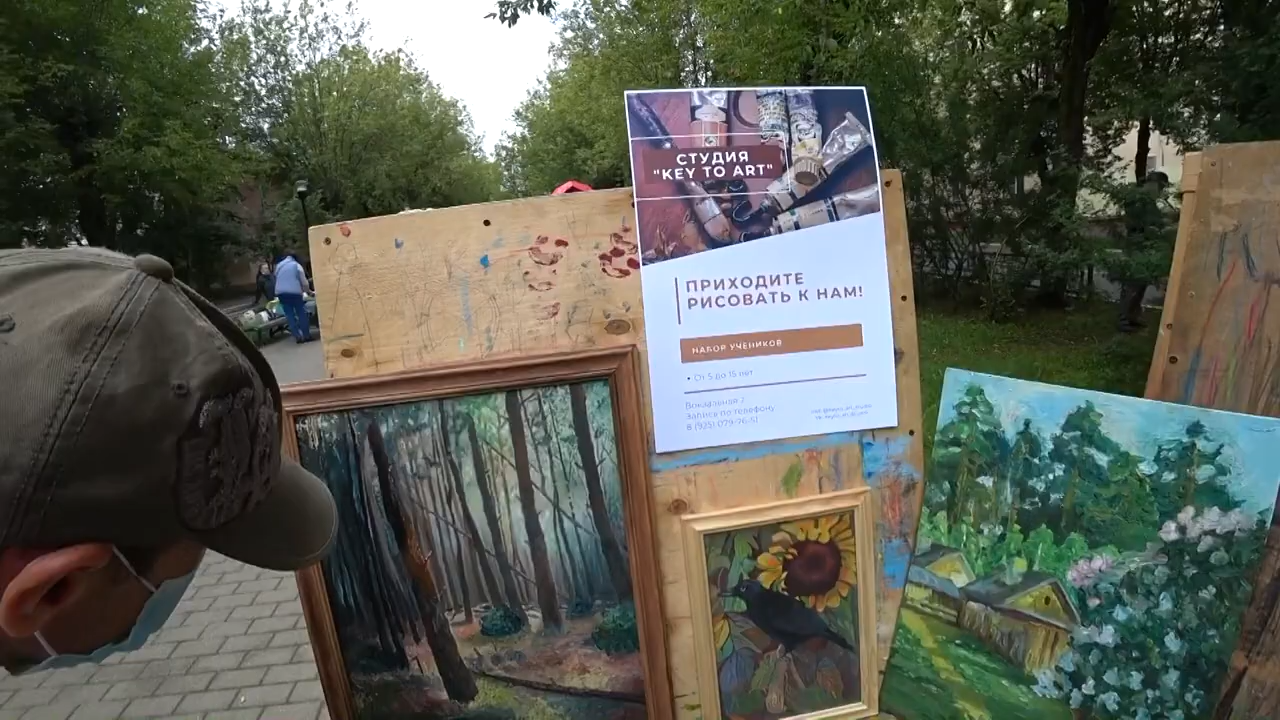 СТУДИЯ
"KEY TO ART"
ПРИХОДИТЕ
РИСОВАТЬ К НАМ!
НАБОР УЧЕНИКОВ
• От 5 до 15 лет
Вокзальная 7
Запись по телефону